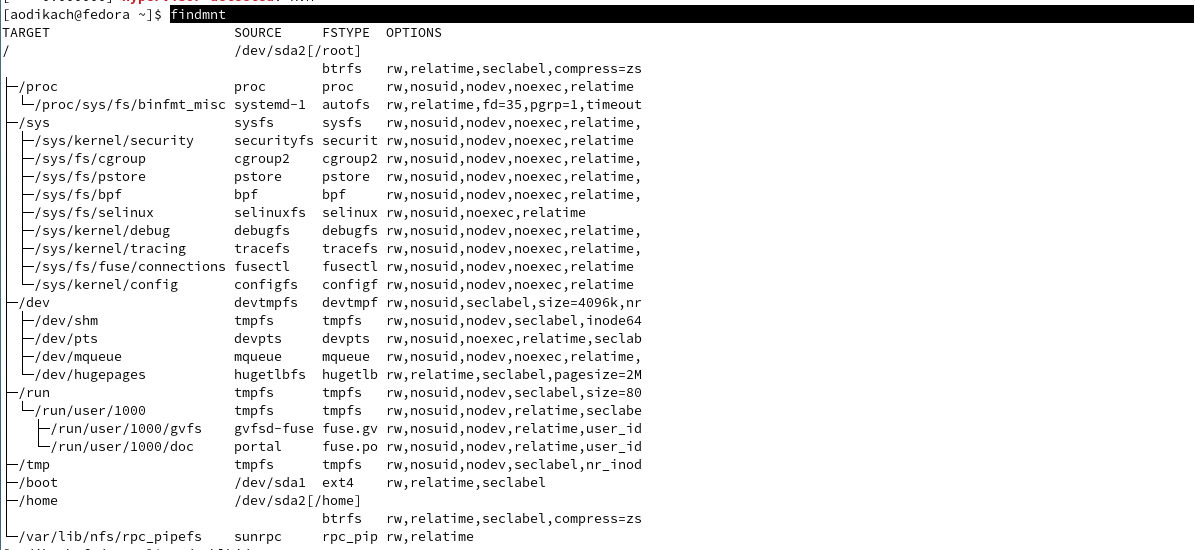 [aodikach@fedora ~]$ findmnt
TARGET                       SOURCE     FSTYPE  OPTIONS
/                            /dev/sda2[/root]
                                        btrfs   rw,relatime,seclabel,compress=zs
├─/proc                      proc       proc    rw,nosuid,nodev,noexec,relatime
│ └─/proc/sys/fs/binfmt_misc systemd-1  autofs  rw,relatime,fd=35,pgrp=1,timeout
├─/sys                       sysfs      sysfs   rw,nosuid,nodev,noexec,relatime,
│ ├─/sys/kernel/security     securityfs securit rw,nosuid,nodev,noexec,relatime
│ ├─/sys/fs/cgroup           cgroup2    cgroup2 rw,nosuid,nodev,noexec,relatime,
│ ├─/sys/fs/pstore           pstore     pstore  rw,nosuid,nodev,noexec,relatime,
│ ├─/sys/fs/bpf              bpf        bpf     rw,nosuid,nodev,noexec,relatime,
│ ├─/sys/fs/selinux          selinuxfs  selinux rw,nosuid,noexec,relatime
│ ├─/sys/kernel/debug        debugfs    debugfs rw,nosuid,nodev,noexec,relatime,
│ ├─/sys/kernel/tracing      tracefs    tracefs rw,nosuid,nodev,noexec,relatime,
│ ├─/sys/fs/fuse/connections fusectl    fusectl rw,nosuid,nodev,noexec,relatime
│ └─/sys/kernel/config       configfs   configf rw,nosuid,nodev,noexec,relatime
├─/dev                       devtmpfs   devtmpf rw,nosuid,seclabel,size=4096k,nr
│ ├─/dev/shm                 tmpfs      tmpfs   rw,nosuid,nodev,seclabel,inode64
│ ├─/dev/pts                 devpts     devpts  rw,nosuid,noexec,relatime,seclab
│ ├─/dev/mqueue              mqueue     mqueue  rw,nosuid,nodev,noexec,relatime,
│ └─/dev/hugepages           hugetlbfs  hugetlb rw,relatime,seclabel,pagesize=2M
├─/run                       tmpfs      tmpfs   rw,nosuid,nodev,seclabel,size=80
│ └─/run/user/1000           tmpfs      tmpfs   rw,nosuid,nodev,relatime,seclabe
│   ├─/run/user/1000/gvfs    gvfsd-fuse fuse.gv rw,nosuid,nodev,relatime,user_id
│   └─/run/user/1000/doc     portal     fuse.po rw,nosuid,nodev,relatime,user_id
├─/tmp                       tmpfs      tmpfs   rw,nosuid,nodev,seclabel,nr_inod
├─/boot                      /dev/sda1  ext4    rw,relatime,seclabel
├─/home                      /dev/sda2[/home]
│                                       btrfs   rw,relatime,seclabel,compress=zs
└─/var/lib/nfs/rpc_pipefs    sunrpc     rpc_pip rw,relatime